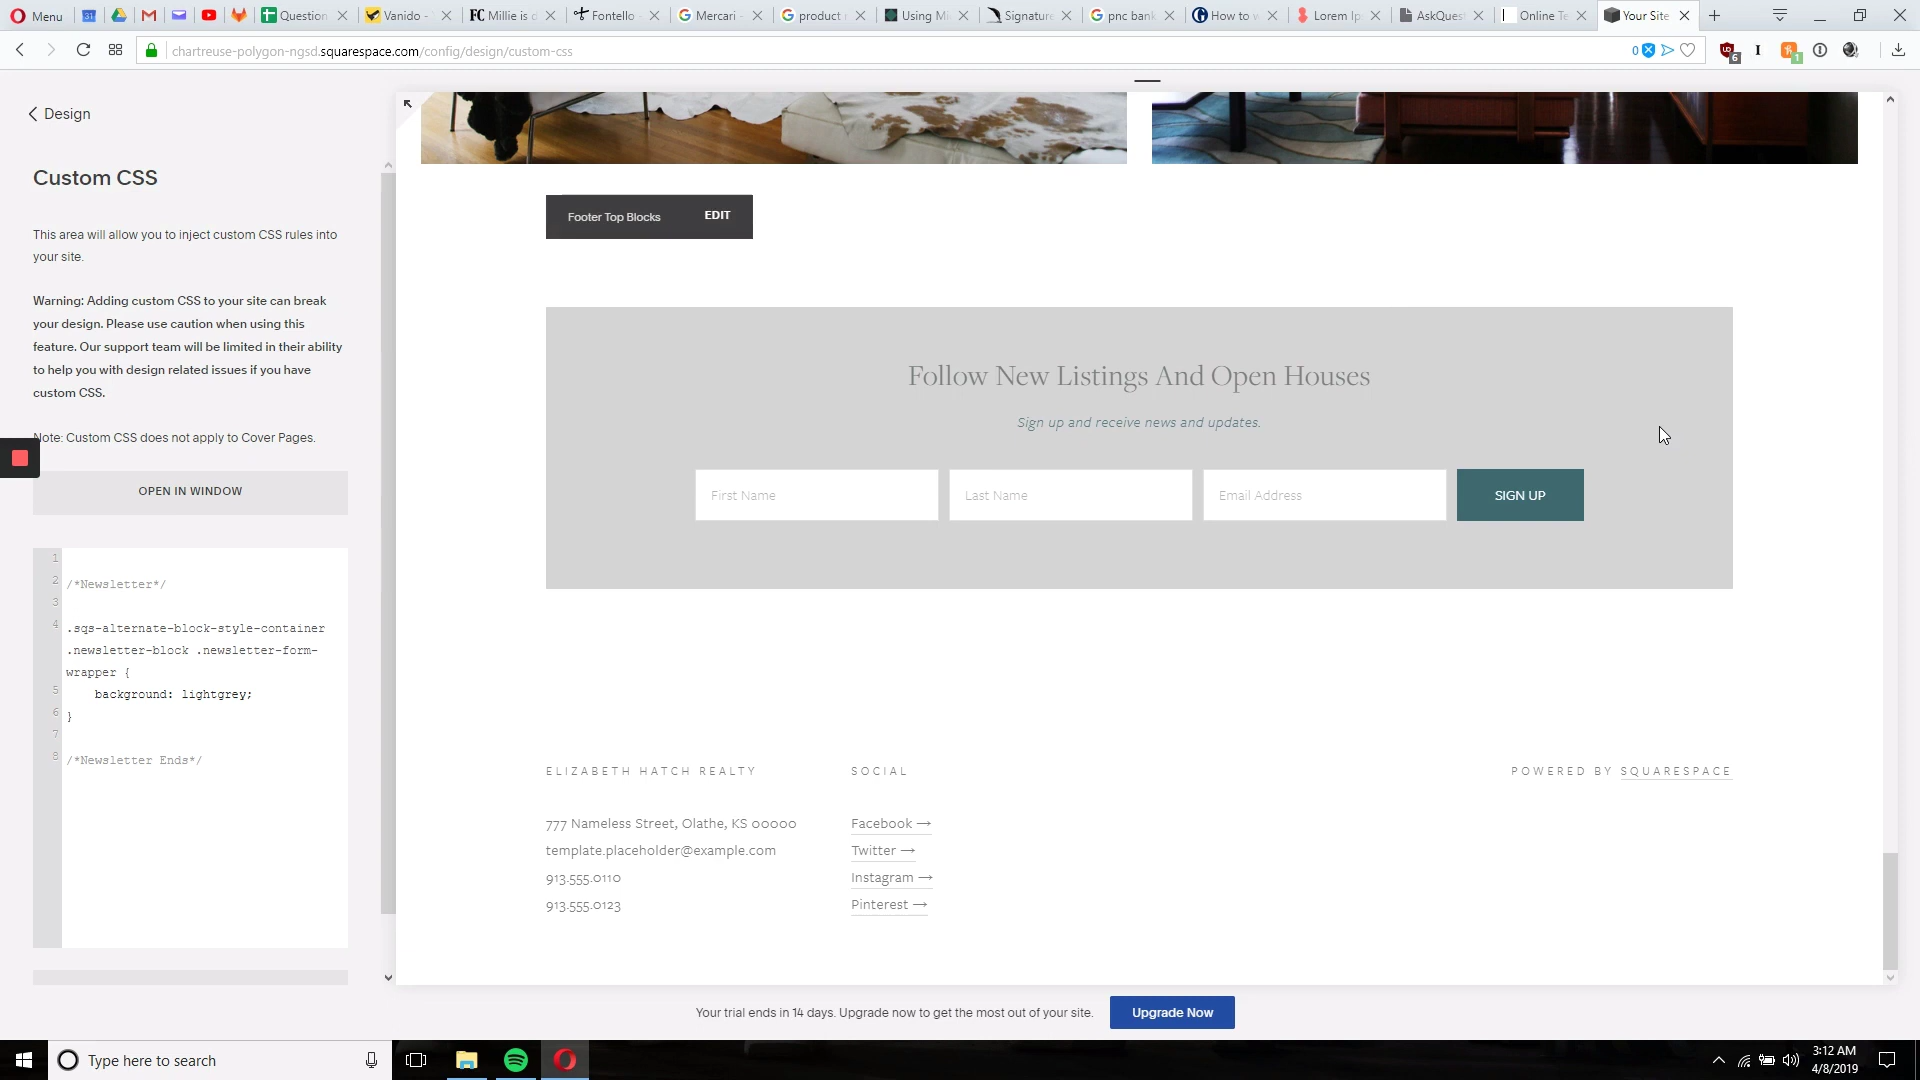 Menu
31
Question
Vanido -
FC Millie is d
Fontello -
Mercari -
product r
Using Mi
Signature
pnc bank
How to w
Lorem Ip
AskQuest
Online Te
Your Site
chartreuse-polygon-ngsd.squarespace.com/config/design/custom-css
0
6
1
Design
Custom CSS
This area will allow you to inject custom CSS rules into
your site.
Warning: Adding custom CSS to your site can break
your design. Please use caution when using this
feature. Our support team will be limited in their ability
to help you with design related issues if you have
custom CSS.
Note: Custom CSS does not apply to Cover Pages.
OPEN IN WINDOW
1
2 /*Newsletter*/
3
4 .sqs-alternate-block-style-container
.newsletter-block .newsletter-form-
wrapper {
5 background: lightgrey;
6 }
7
8 /*Newsletter Ends*/
Footer Top Blocks EDIT
Follow New Listings And Open Houses
Sign up and receive news and updates.
First Name
Last Name
Email Address
SIGN UP
ELIZABETH HATCH REALTY
777 Nameless Street, Olathe, KS 00000
template.placeholder@example.com
913.555.0110
913.555.0123
SOCIAL
Facebook →
Twitter →
Instagram →
Pinterest →
POWERED BY SQUARESPACE
Your trial ends in 14 days. Upgrade now to get the most out of your site.
Upgrade Now
Type here to search
3:12 AM
4/8/2019